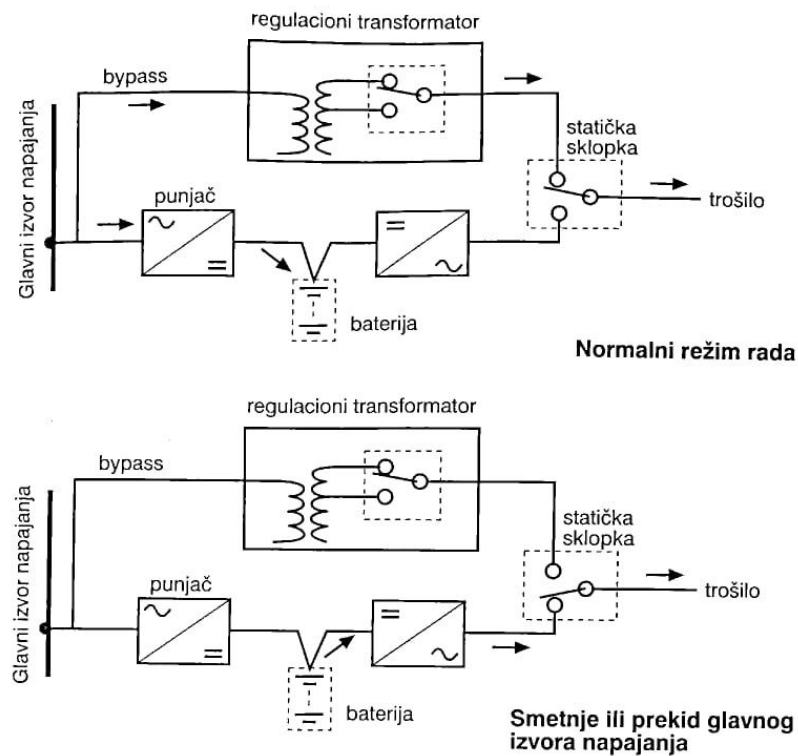 regulacioni transformator
bypass
statička
sklopka
Glavni izvor napajanja
punjač
trošilo
baterija
Normalni režim rada
regulacioni transformator
bypass
statička
sklopka
Glavni izvor napajanja
punjač
trošilo
baterija
Smetnje ili prekid glavnog
izvora napajanja